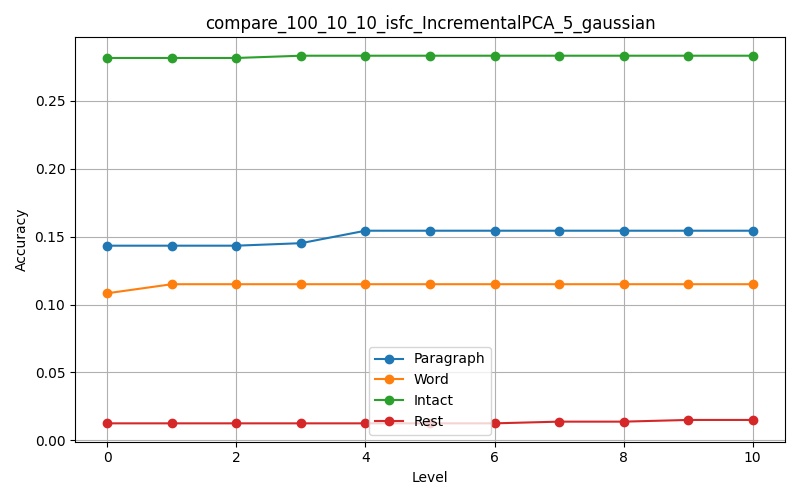 compare_100_10_10_isfc_IncrementalPCA_5_gaussian
Accuracy
0.25
0.20
0.15
0.10
0.05
0.00
Paragraph
Word
Intact
Rest
0 2 4 6 8 10
Level